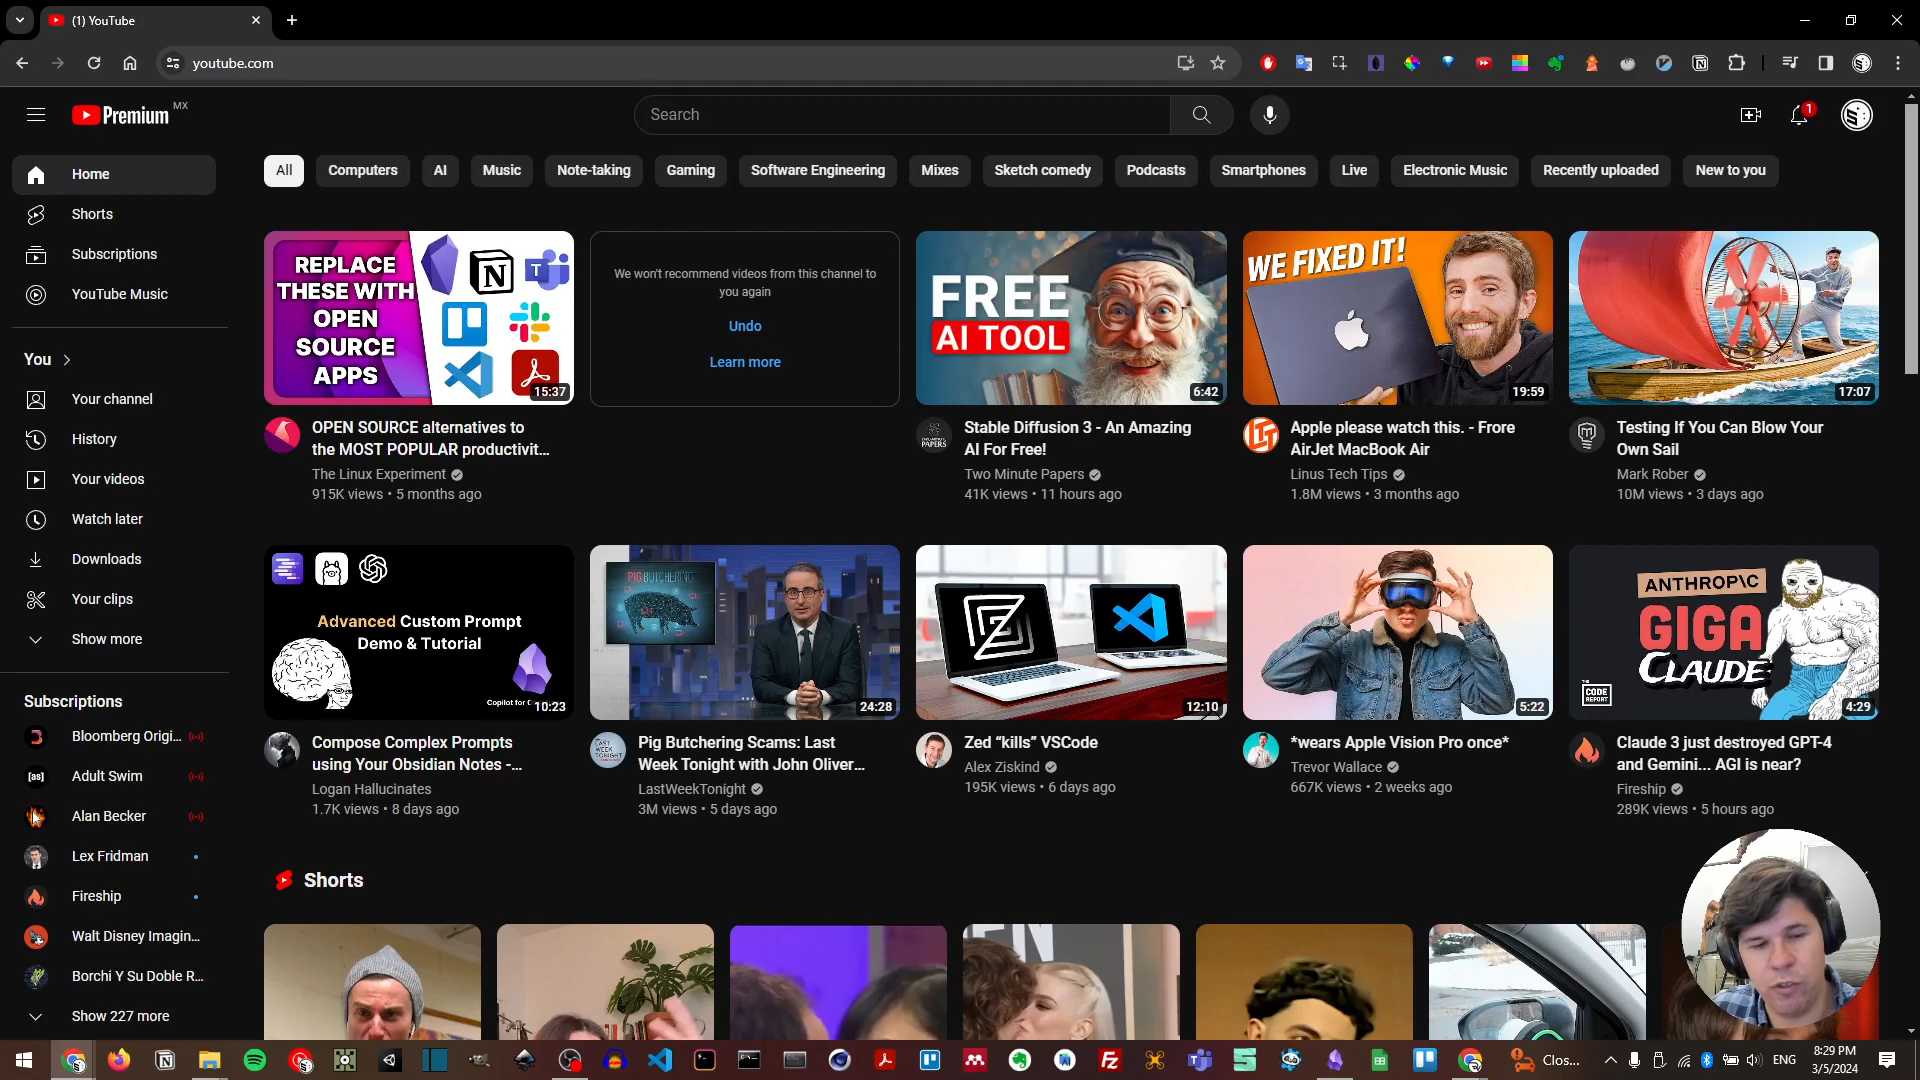 (1) YouTube
youtube.com
Premium
MX
Search
1
All
Computers
AI
Music
Note-taking
Gaming
Software Engineering
Mixes
Sketch comedy
Podcasts
Smartphones
Live
Electronic Music
Recently uploaded
New to you
Home
Shorts
Subscriptions
YouTube Music
You
Your channel
History
Your videos
Watch later
Downloads
Your clips
Show more
Subscriptions
Bloomberg Origi...
Adult Swim
Alan Becker
Lex Fridman
Fireship
Walt Disney Imagin...
Borchi Y Su Doble R...
Show 227 more
REPLACE
THESE WITH
OPEN
SOURCE
APPS
15:37
OPEN SOURCE alternatives to
the MOST POPULAR productivit...
The Linux Experiment
915K views • 5 months ago
We won't recommend videos from this channel to
you again
Undo
Learn more
FREE
AI TOOL
6:42
Stable Diffusion 3 - An Amazing
AI For Free!
Two Minute Papers
41K views • 11 hours ago
WE FIXED IT!
19:59
Apple please watch this. - Frore
AirJet MacBook Air
Linus Tech Tips
1.8M views • 3 months ago
17:07
Testing If You Can Blow Your
Own Sail
Mark Rober
10M views • 3 days ago
Advanced Custom Prompt
Demo & Tutorial
Copilot for
10:23
Compose Complex Prompts
using Your Obsidian Notes -...
Logan Hallucinates
1.7K views • 8 days ago
PIG BUTCHERING
24:28
LAST
WEEK
TONIGHT
Pig Butchering Scams: Last
Week Tonight with John Oliver...
LastWeekTonight
3M views • 5 days ago
12:10
Zed “kills” VSCode
Alex Ziskind
195K views • 6 days ago
5:22
*wears Apple Vision Pro once*
Trevor Wallace
667K views • 2 weeks ago
ANTHROP\C
GIGA
CLAUDE
THE
CODE
REPORT
4:29
Claude 3 just destroyed GPT-4
and Gemini... AGI is near?
Fireship
289K views • 5 hours ago
Shorts
Clos...
ENG
8:29 PM
3/5/2024